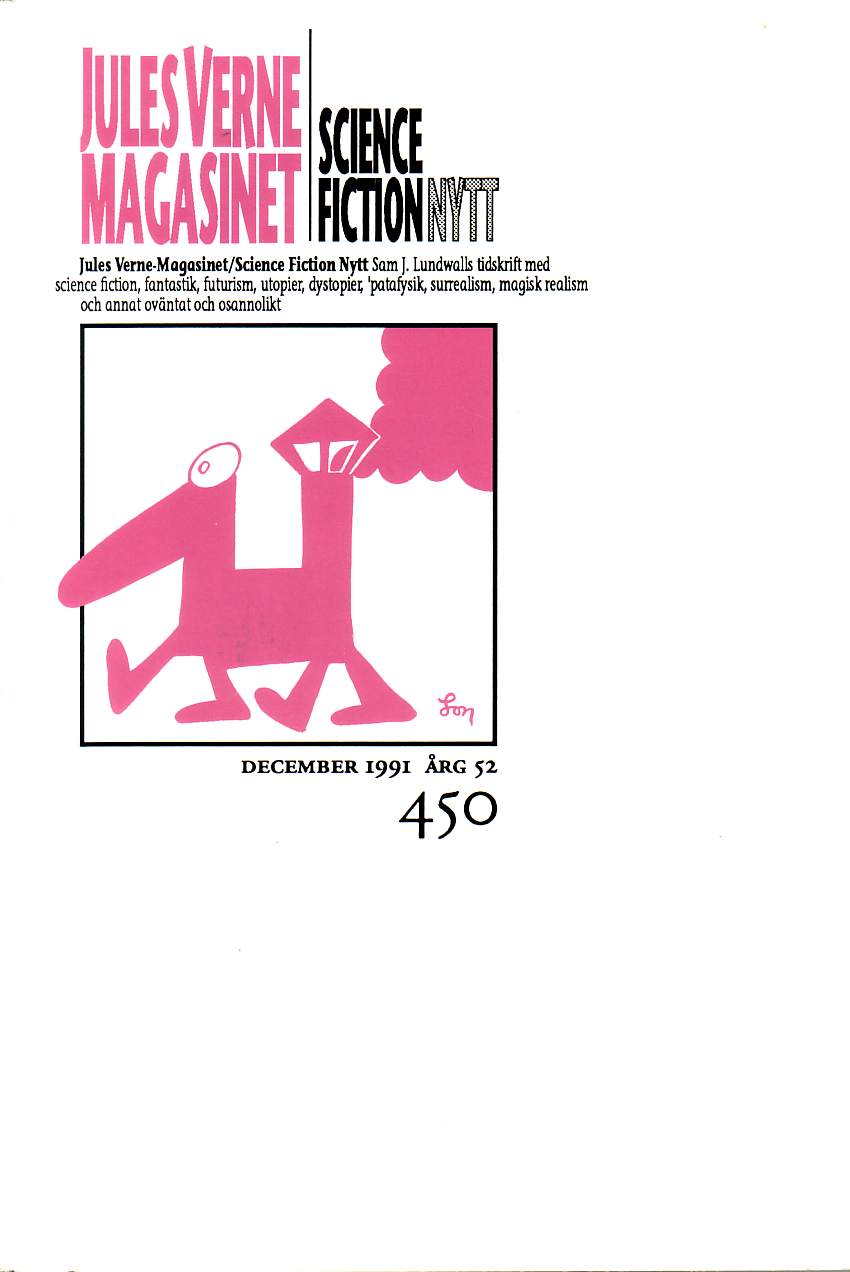 JULES VERNE
MAGASINET
SCIENCE
FICTION NYTT
Jules Verne-Magasinet/Science Fiction Nytt Sam J. Lundwalls tidskrift med
science fiction, fantastik, futurism, utopier, dystopier, 'patafysik, surrealism, magisk realism
och annat oväntat och osannolikt
DECEMBER 1991 ÅRG 52
450